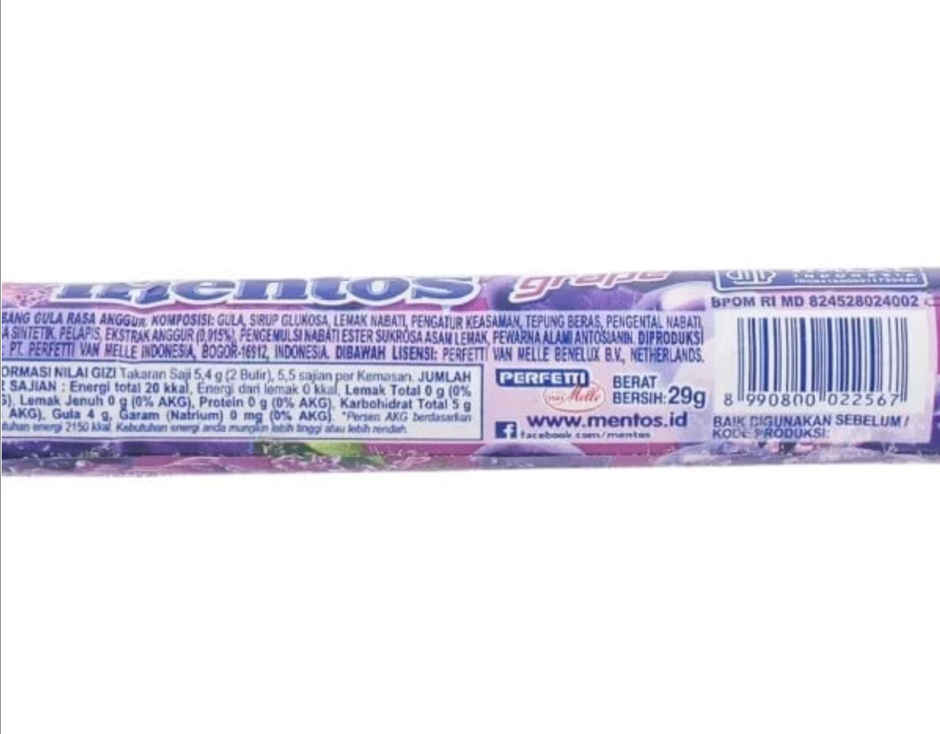 mentos
grape
GANG GULA RASA ANGGUR. KOMPOSISI: GULA, SIRUP GLUKOSA, LEMAK NABATI, PENGATUR KEASAMAN, TEPUNG BERAS, PENGENTAL NABATI,
A SINTETIK, PELAPIS, EKSTRAK ANGGUR (0,015%), PENGEMULSI NABATI ESTER SUKROSA ASAM LEMAK, PEWARNA ALAMI ANTOSIANIN. DIPRODUKSI
PT. PERFETTI VAN MELLE INDONESIA, BOGOR-16912, INDONESIA. DIBAWAH LISENSI: PERFETTI VAN MELLE BENELUX B.V., NETHERLANDS.
ORMASI NILAI GIZI Takaran Saji 5,4 g (2 Butir), 5,5 sajian per Kemasan. JUMLAH
R SAJIAN : Energi total 20 kkal, Energi dari lemak 0 kkal, Lemak Total 0 g (0%
G), Lemak Jenuh 0 g (0% AKG), Protein 0 g (0% AKG), Karbohidrat Total 5 g
AKG), Gula 4 g, Garam (Natrium) 0 mg (0% AKG). *Persen AKG berdasarkan
tuhan energi 2150 kkal. Kebutuhan energi anda mungkin lebih tinggi atau lebih rendah.
PERFETTI
van Melle
BERAT
BERSIH: 29g
www.mentos.id
facebook.com/mentos
INDONESIA
BPOM RI MD 824528024002
8 990800 022567
BAIK DIGUNAKAN SEBELUM /
KODE PRODUKSI: